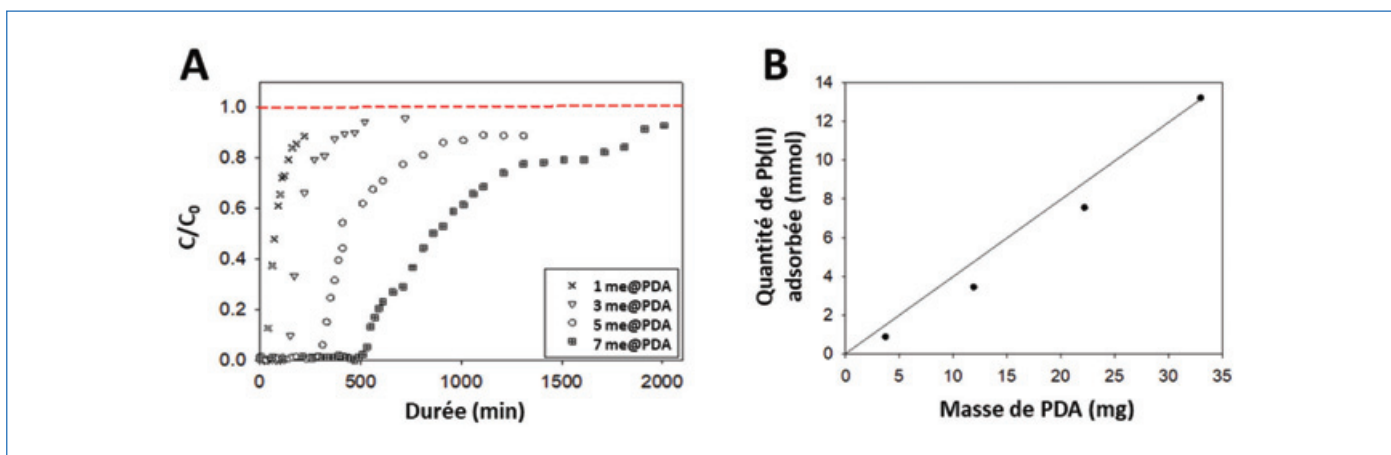 A
C/C₀
1.0
0.8
0.6
0.4
0.2
0.0
0 500 1000 1500 2000
Durée (min)
1 me@PDA
3 me@PDA
5 me@PDA
7 me@PDA
B
Quantité de Pb(II)
adsorbée (mmol)
14
12
10
8
6
4
2
0
0 5 10 15 20 25 30 35
Masse de PDA (mg)